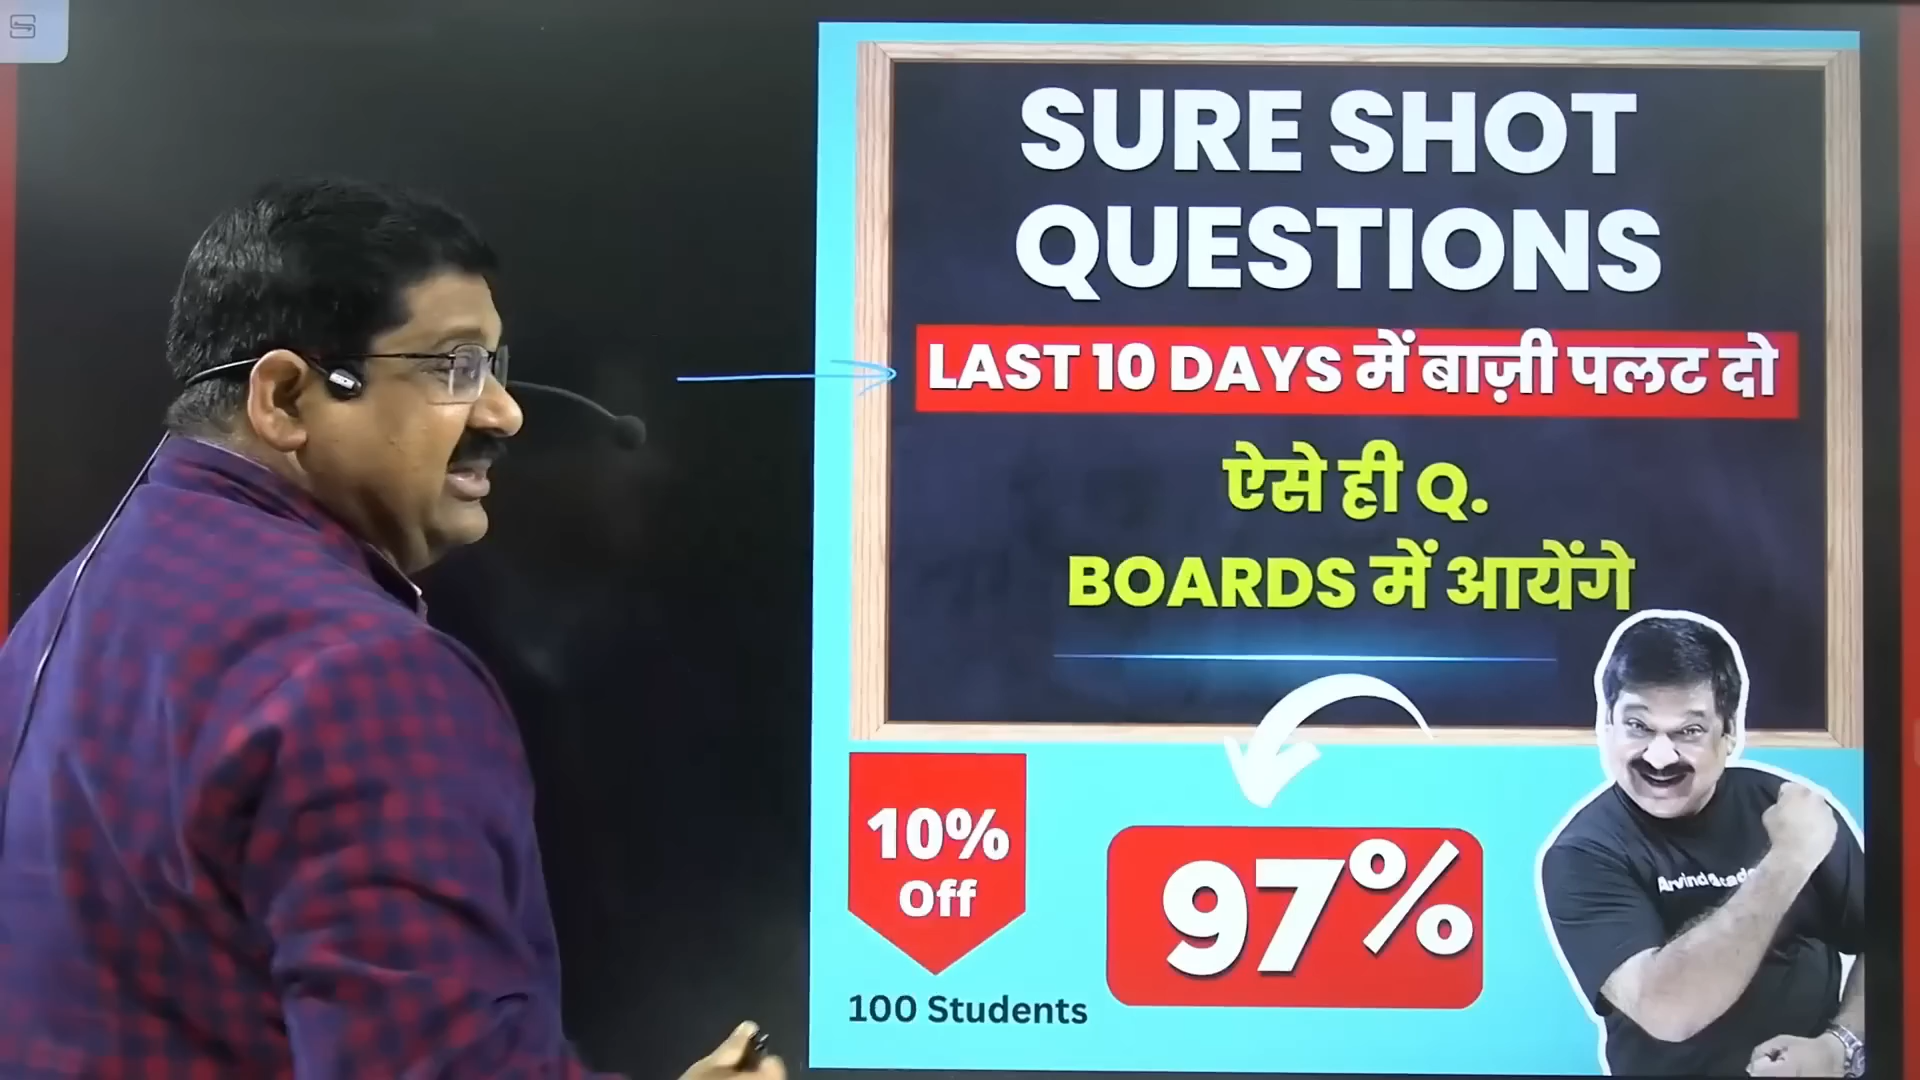 SURE SHOT
QUESTIONS
LAST 10 DAYS में बाज़ी पलट दो
ऐसे ही Q.
BOARDS में आयेंगे
10%
Off
97%
100 Students